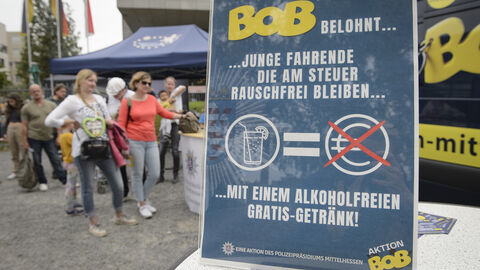 BOB BELOHNT...
...JUNGE FAHRENDE
DIE AM STEUER
RAUSCHFREI BLEIBEN...
=
€
...MIT EINEM ALKOHOLFREIEN
GRATIS-GETRÄNK!
EINE AKTION DES POLIZEIPRÄSIDIUMS MITTELHESSEN
AKTION
BOB
BOB
n-mit